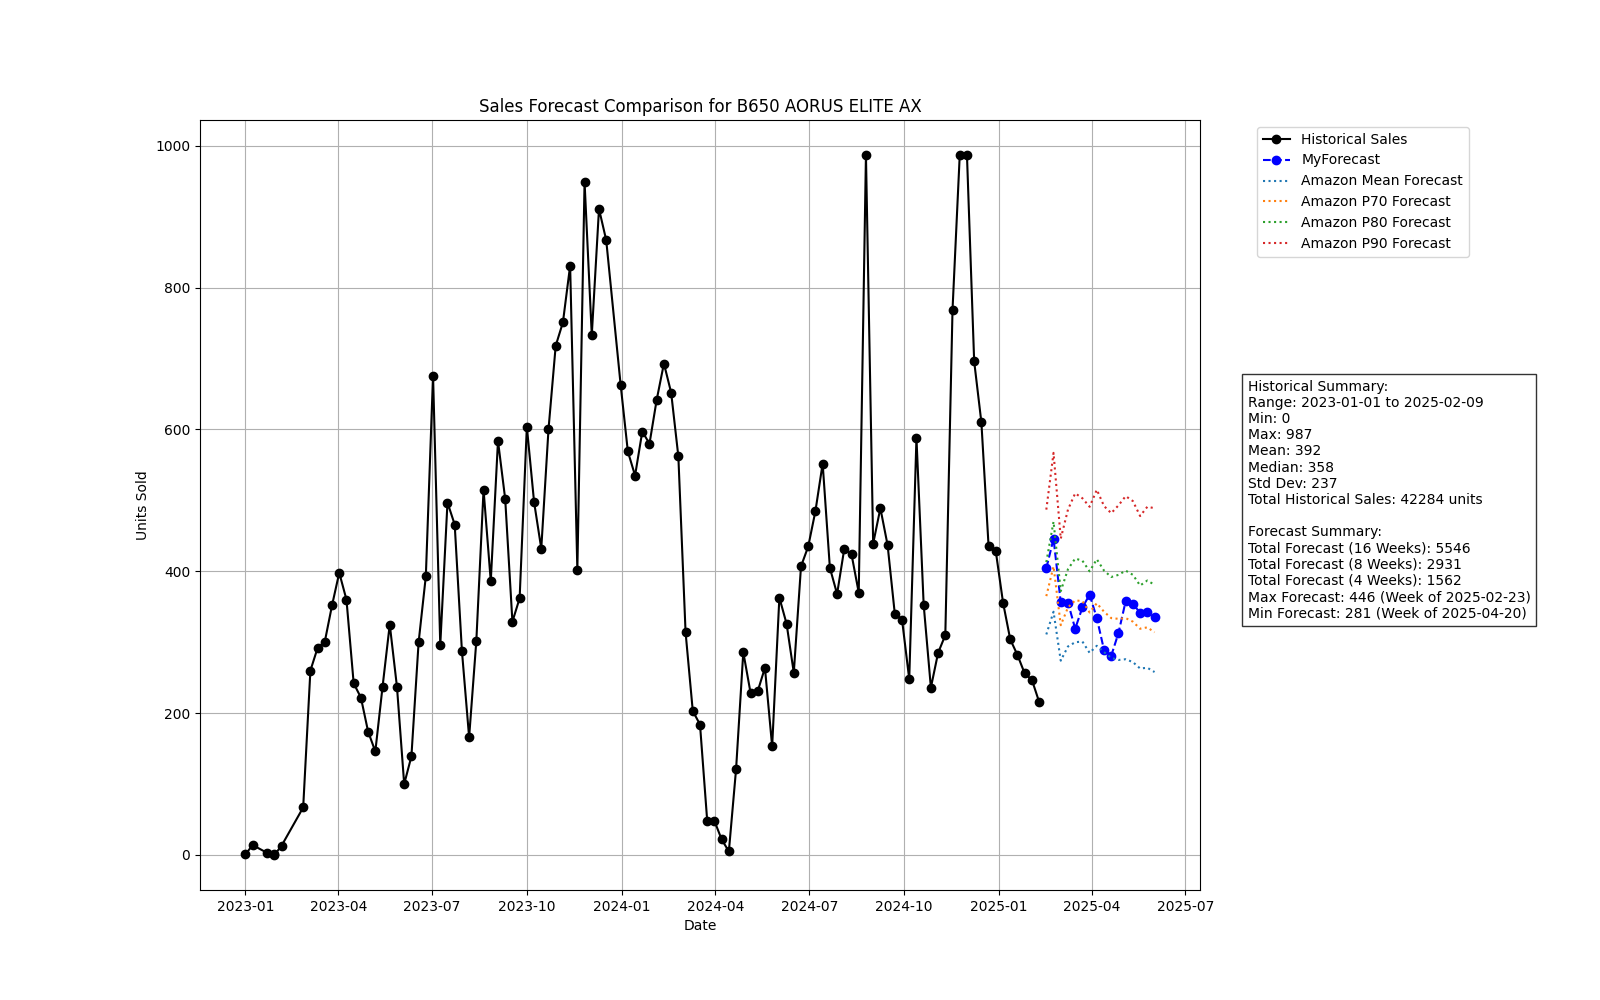 Sales Forecast Comparison for B650 AORUS ELITE AX
Units Sold
1000
800
600
400
200
0
2023-01 2023-04 2023-07 2023-10 2024-01 2024-04 2024-07 2024-10 2025-01 2025-04 2025-07
Date
Historical Sales
MyForecast
Amazon Mean Forecast
Amazon P70 Forecast
Amazon P80 Forecast
Amazon P90 Forecast
Historical Summary:
Range: 2023-01-01 to 2025-02-09
Min: 0
Max: 987
Mean: 392
Median: 358
Std Dev: 237
Total Historical Sales: 42284 units
Forecast Summary:
Total Forecast (16 Weeks): 5546
Total Forecast (8 Weeks): 2931
Total Forecast (4 Weeks): 1562
Max Forecast: 446 (Week of 2025-02-23)
Min Forecast: 281 (Week of 2025-04-20)